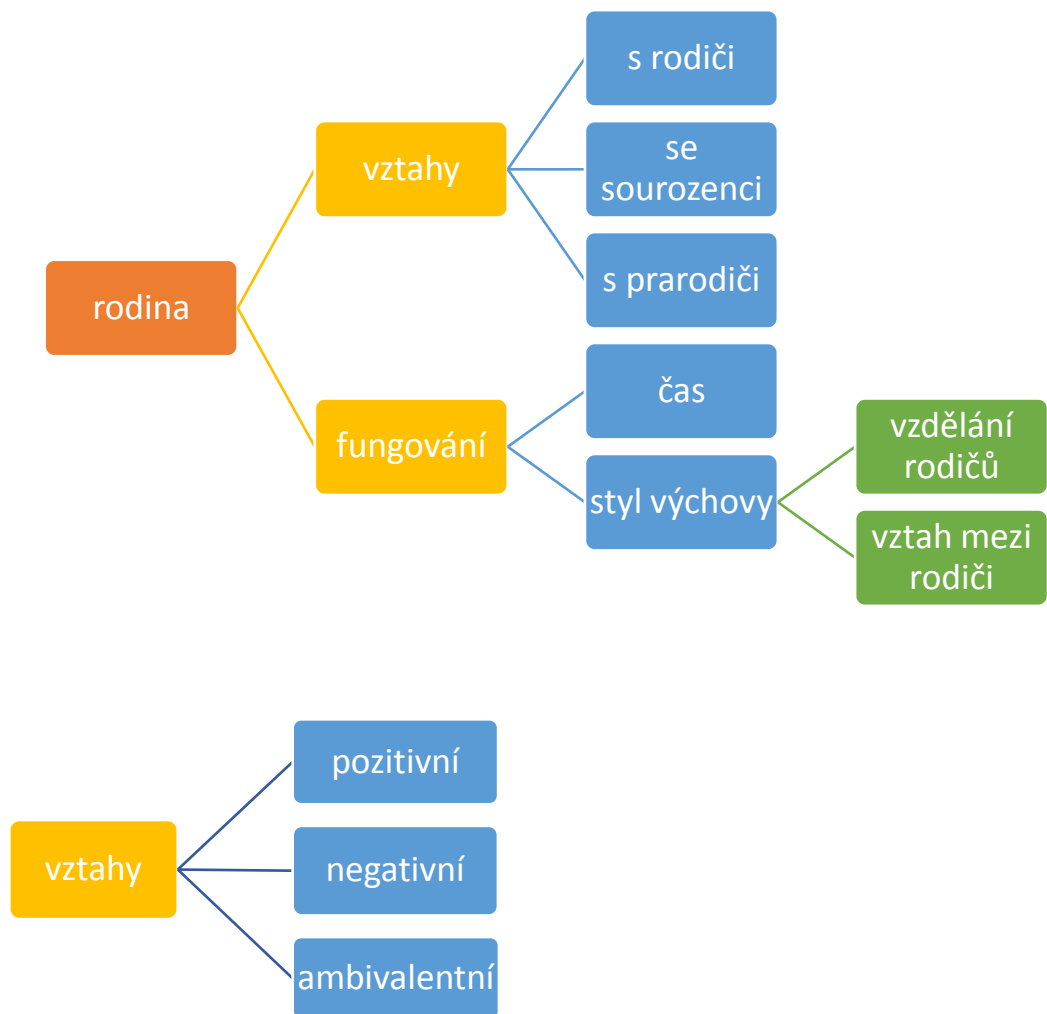 s rodiči
vztahy
se
sourozenci
s prarodiči
rodina
čas
fungování
vzdělání
rodičů
styl výchovy
vztah mezi
rodiči
pozitivní
vztahy
negativní
ambivalentní